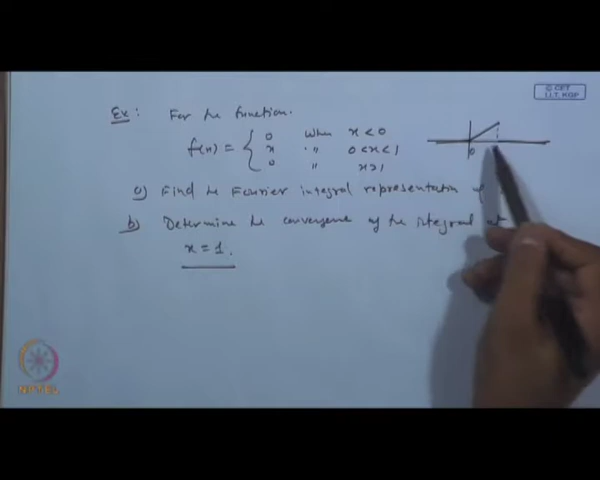 © CET
I.I.T. KGP
Ex: For the function.
f(x) = { 0 when x < 0
x " 0 < x < 1
0 " x > 1
0
a) Find the Fourier integral representation of
b) Determine the convergence of the integral at
x = 1.
NPTEL